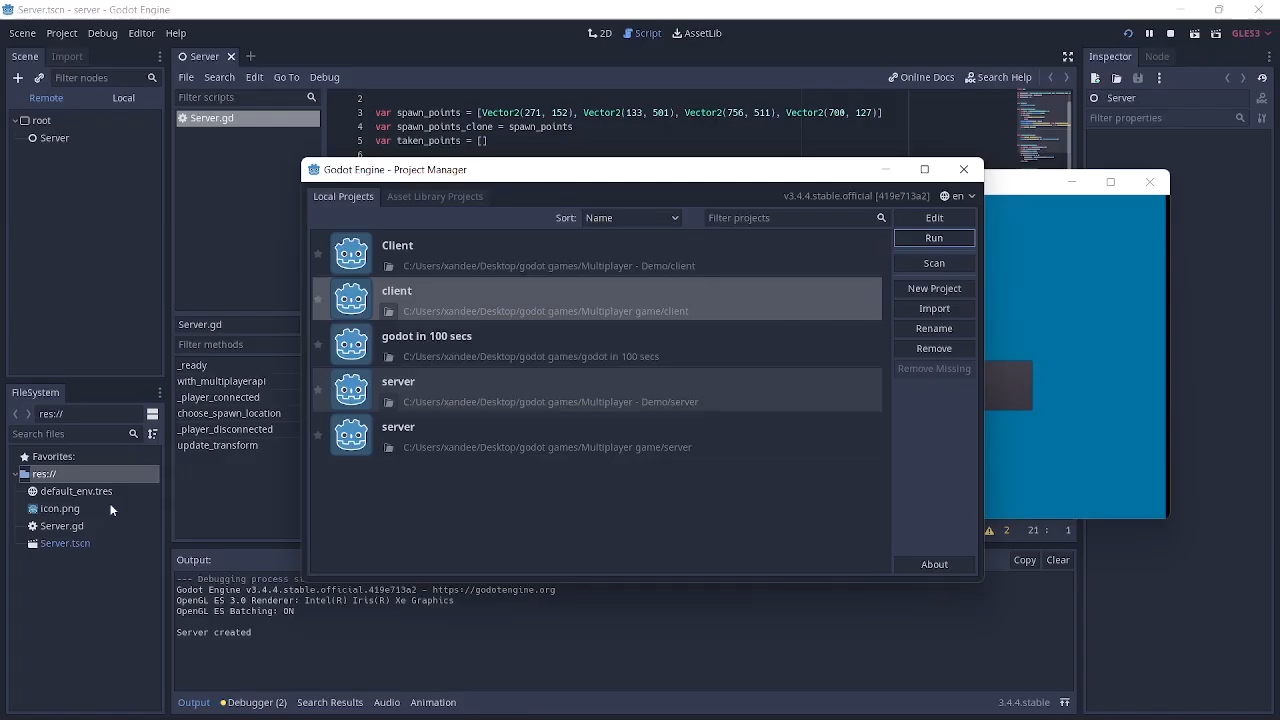 Server.tscn - server - Godot Engine
Scene Project Debug Editor Help
2D Script AssetLib
GLES3
Scene Import
Filter nodes
Remote Local
root
Server
Server
File Search Edit Go To Debug
Online Docs Search Help
Filter scripts
Server.gd
2
3 var spawn_points = [Vector2(271, 152), Vector2(133, 501), Vector2(756, 511), Vector2(700, 127)]
4 var spawn_points_clone = spawn_points
5 var taken_points = []
6
Inspector Node
Server
Filter properties
Godot Engine - Project Manager
Local Projects Asset Library Projects
v3.4.4.stable.official [419e713a2] en
Sort: Name
Filter projects
Client
C:/Users/xandee/Desktop/godot games/Multiplayer - Demo/client
client
C:/Users/xandee/Desktop/godot games/Multiplayer game/client
godot in 100 secs
C:/Users/xandee/Desktop/godot games/godot in 100 secs
server
C:/Users/xandee/Desktop/godot games/Multiplayer - Demo/server
server
C:/Users/xandee/Desktop/godot games/Multiplayer game/server
Edit
Run
Scan
New Project
Import
Rename
Remove
Remove Missing
About
Server.gd
Filter methods
_ready
with_multiplayerapi
_player_connected
choose_spawn_location
_player_disconnected
update_transform
FileSystem
res://
Search files
Favorites:
res://
default_env.tres
icon.png
Server.gd
Server.tscn
2 21 : 1
Output:
Copy Clear
--- Debugging process
Godot Engine v3.4.4.stable.official.419e713a2 - https://godotengine.org
OpenGL ES 3.0 Renderer: Intel(R) Iris(R) Xe Graphics
OpenGL ES Batching: ON
Server created
Output Debugger (2) Search Results Audio Animation
3.4.4.stable